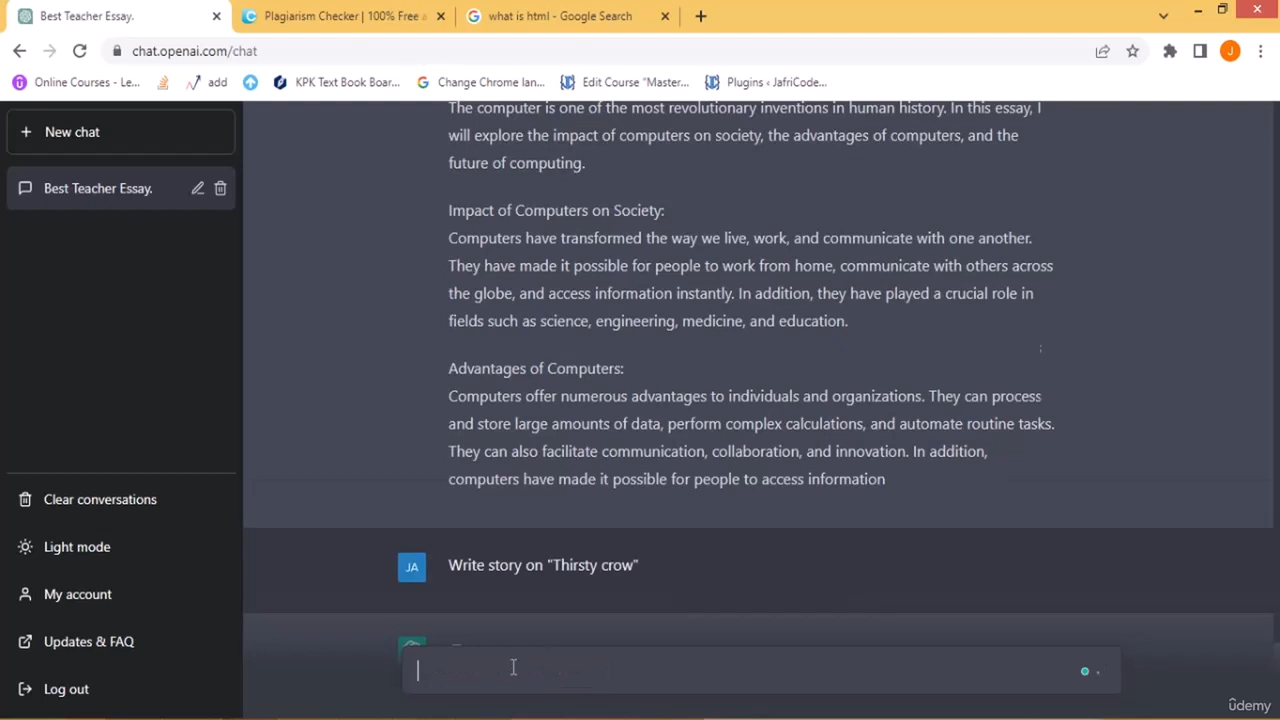 Best Teacher Essay.
Plagiarism Checker | 100% Free a
what is html - Google Search
chat.openai.com/chat
J
Online Courses - Le...
add
KPK Text Book Boar...
Change Chrome lan...
Edit Course "Master...
Plugins ‹ JafriCode...
New chat
Best Teacher Essay.
Clear conversations
Light mode
My account
Updates & FAQ
Log out
The computer is one of the most revolutionary inventions in human history. In this essay, I
will explore the impact of computers on society, the advantages of computers, and the
future of computing.
Impact of Computers on Society:
Computers have transformed the way we live, work, and communicate with one another.
They have made it possible for people to work from home, communicate with others across
the globe, and access information instantly. In addition, they have played a crucial role in
fields such as science, engineering, medicine, and education.
Advantages of Computers:
Computers offer numerous advantages to individuals and organizations. They can process
and store large amounts of data, perform complex calculations, and automate routine tasks.
They can also facilitate communication, collaboration, and innovation. In addition,
computers have made it possible for people to access information
JA
Write story on "Thirsty crow"
ûdemy